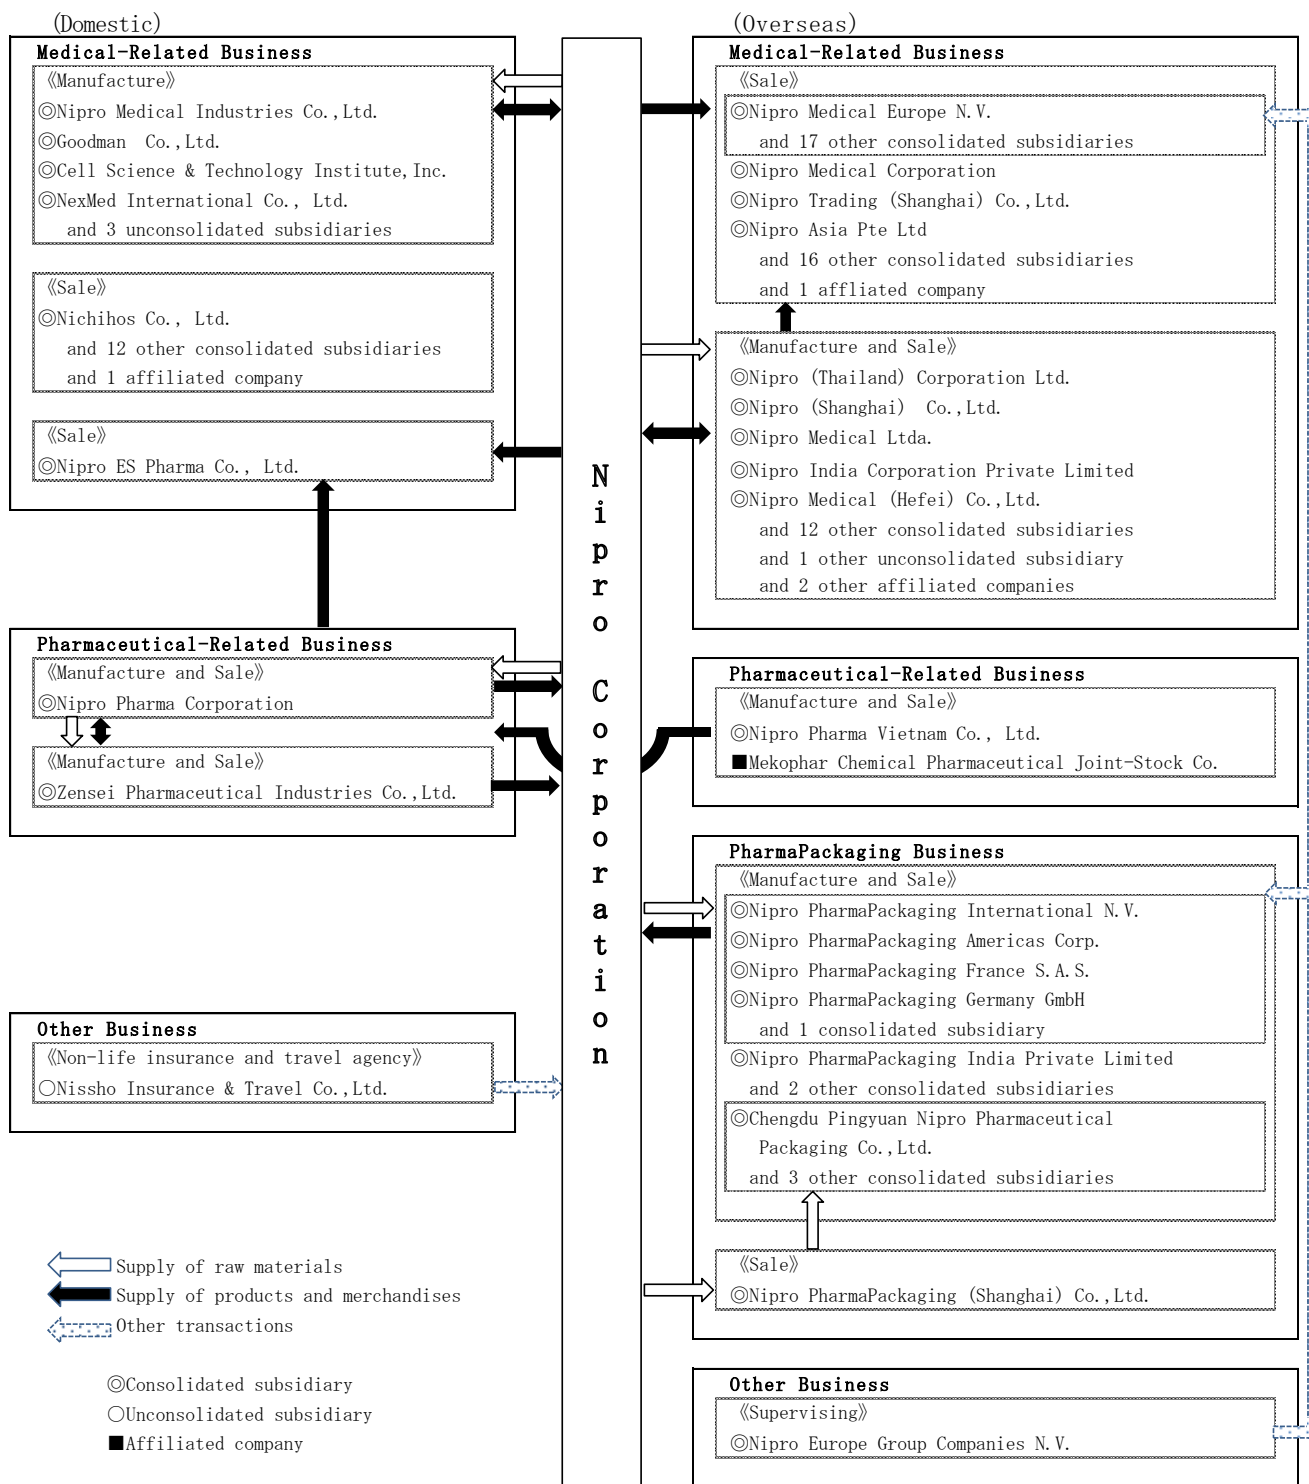 (Domestic)
Medical-Related Business
《Manufacture》
◎Nipro Medical Industries Co.,Ltd.
◎Goodman Co.,Ltd.
◎Cell Science & Technology Institute,Inc.
◎NexMed International Co., Ltd.
and 3 unconsolidated subsidiaries
《Sale》
◎Nichihos Co., Ltd.
and 12 other consolidated subsidiaries
and 1 affiliated company
《Sale》
◎Nipro ES Pharma Co., Ltd.
Pharmaceutical-Related Business
《Manufacture and Sale》
◎Nipro Pharma Corporation
《Manufacture and Sale》
◎Zensei Pharmaceutical Industries Co.,Ltd.
Other Business
《Non-life insurance and travel agency》
○Nissho Insurance & Travel Co.,Ltd.
Supply of raw materials
Supply of products and merchandises
Other transactions
◎Consolidated subsidiary
○Unconsolidated subsidiary
■Affiliated company
Nipro Corporation
(Overseas)
Medical-Related Business
《Sale》
◎Nipro Medical Europe N.V.
and 17 other consolidated subsidiaries
◎Nipro Medical Corporation
◎Nipro Trading (Shanghai) Co.,Ltd.
◎Nipro Asia Pte Ltd
and 16 other consolidated subsidiaries
and 1 affliated company
《Manufacture and Sale》
◎Nipro (Thailand) Corporation Ltd.
◎Nipro (Shanghai) Co.,Ltd.
◎Nipro Medical Ltda.
◎Nipro India Corporation Private Limited
◎Nipro Medical (Hefei) Co.,Ltd.
and 12 other consolidated subsidiaries
and 1 other unconsolidated subsidiary
and 2 other affiliated companies
Pharmaceutical-Related Business
《Manufacture and Sale》
◎Nipro Pharma Vietnam Co., Ltd.
■Mekophar Chemical Pharmaceutical Joint-Stock Co.
PharmaPackaging Business
《Manufacture and Sale》
◎Nipro PharmaPackaging International N.V.
◎Nipro PharmaPackaging Americas Corp.
◎Nipro PharmaPackaging France S.A.S.
◎Nipro PharmaPackaging Germany GmbH
and 1 consolidated subsidiary
◎Nipro PharmaPackaging India Private Limited
and 2 other consolidated subsidiaries
◎Chengdu Pingyuan Nipro Pharmaceutical
Packaging Co.,Ltd.
and 3 other consolidated subsidiaries
《Sale》
◎Nipro PharmaPackaging (Shanghai) Co.,Ltd.
Other Business
《Supervising》
◎Nipro Europe Group Companies N.V.